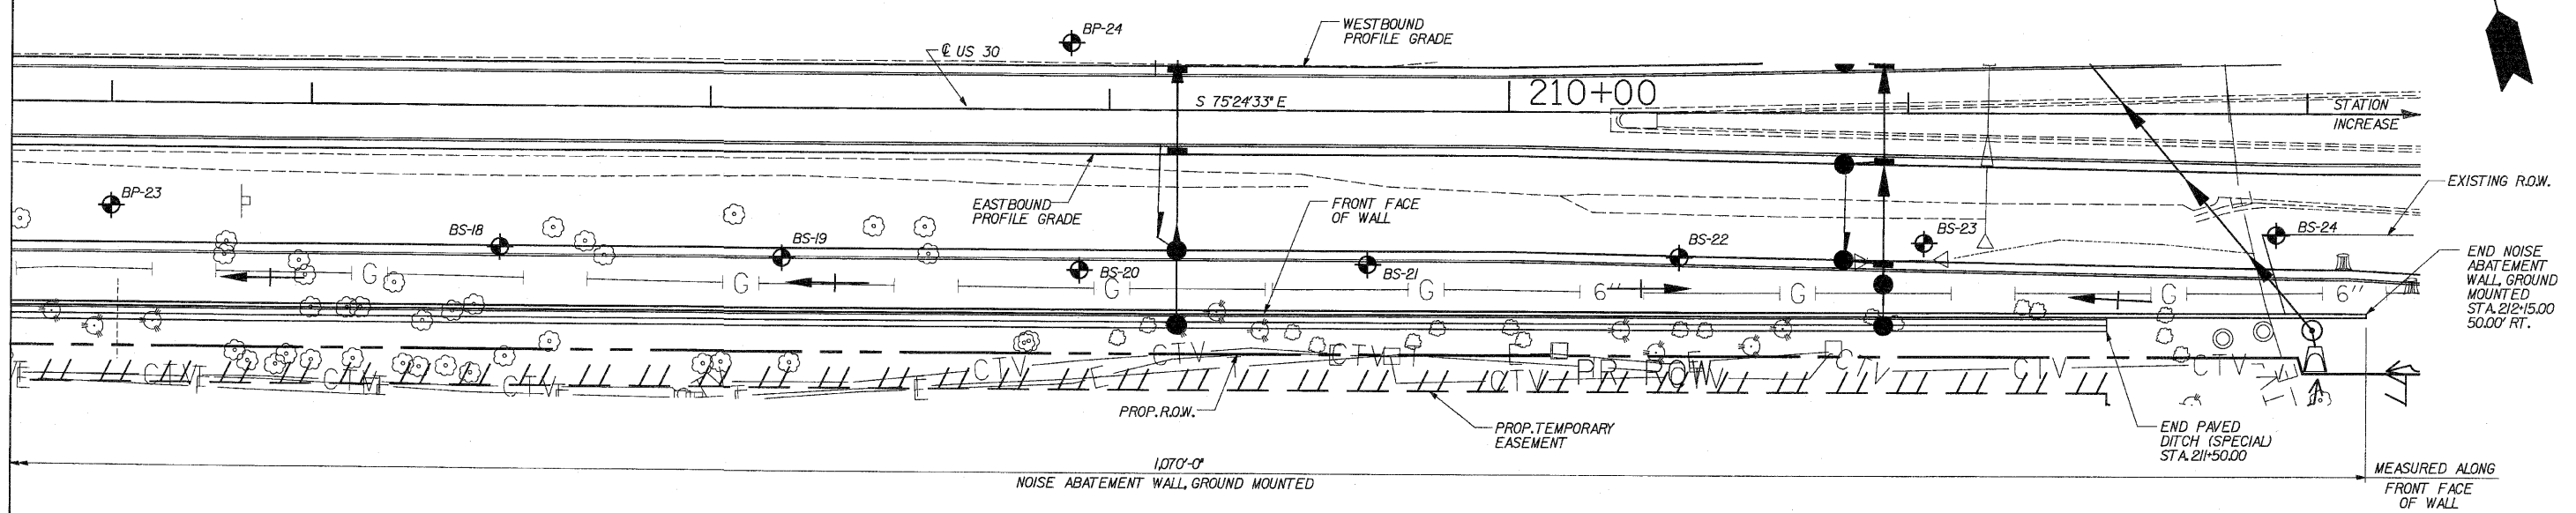 BP-24
WESTBOUND
PROFILE GRADE
℄ US 30
S 75°24'33" E
210+00
STATION
INCREASE
BP-23
EASTBOUND
PROFILE GRADE
FRONT FACE
OF WALL
EXISTING R.O.W.
BS-18
BS-19
BS-20
BS-21
BS-22
BS-23
BS-24
END NOISE
ABATEMENT
WALL, GROUND
MOUNTED
STA. 212+15.00
50.00' RT.
G
G
G
G
6"
G
G
6"
CTV
CTV
CTV
CTV
CTV
CTV
CTV
PROP. R.O.W.
PROP. TEMPORARY
EASEMENT
END PAVED
DITCH (SPECIAL)
STA. 211+50.00
1,070'-0"
NOISE ABATEMENT WALL, GROUND MOUNTED
MEASURED ALONG
FRONT FACE
OF WALL